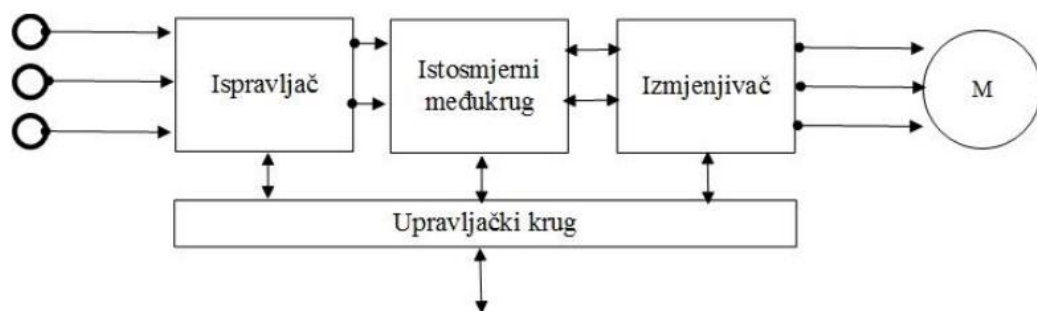 Ispravljač
Istosmjerni
međukrug
Izmjenjivač
M
Upravljački krug